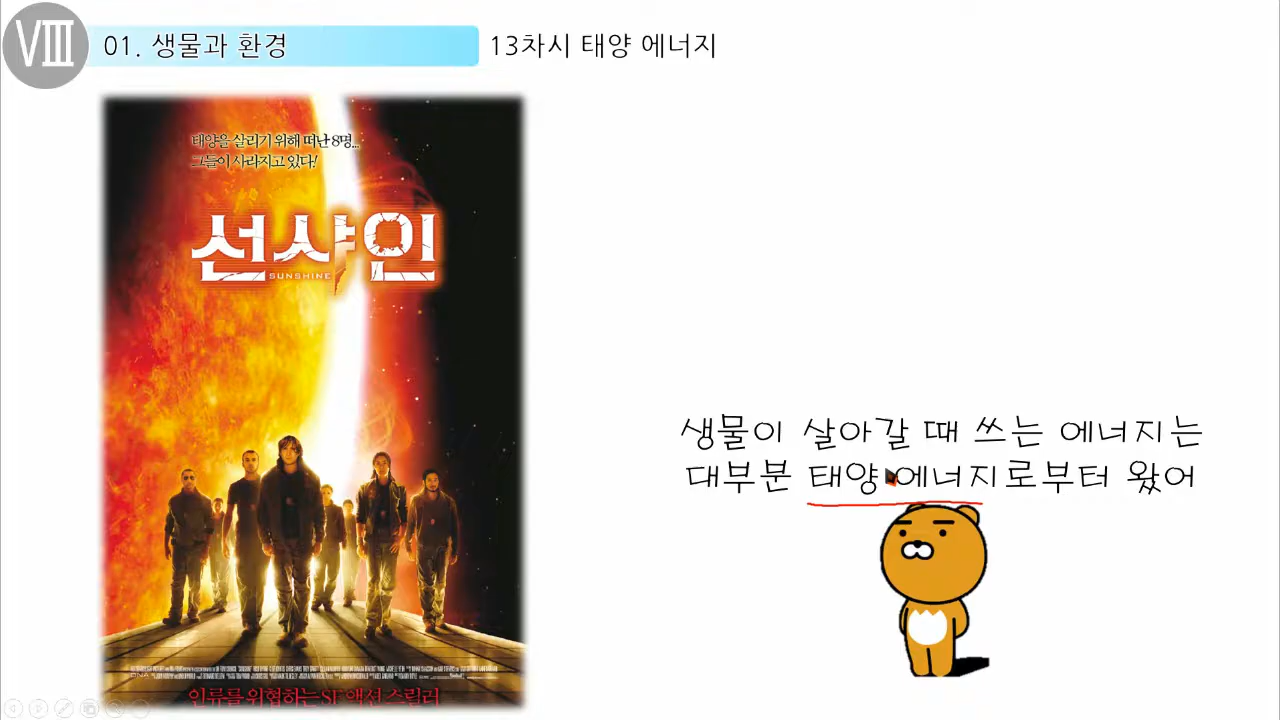 Ⅷ
01. 생물과 환경
13차시 태양 에너지
태양을 살리기 위해 떠난 8명...
그들이 사라지고 있다!
선샤인
SUNSHINE
생물이 살아갈 때 쓰는 에너지는
대부분 태양 에너지로부터 왔어
인류를 위협하는 SF 액션 스릴러